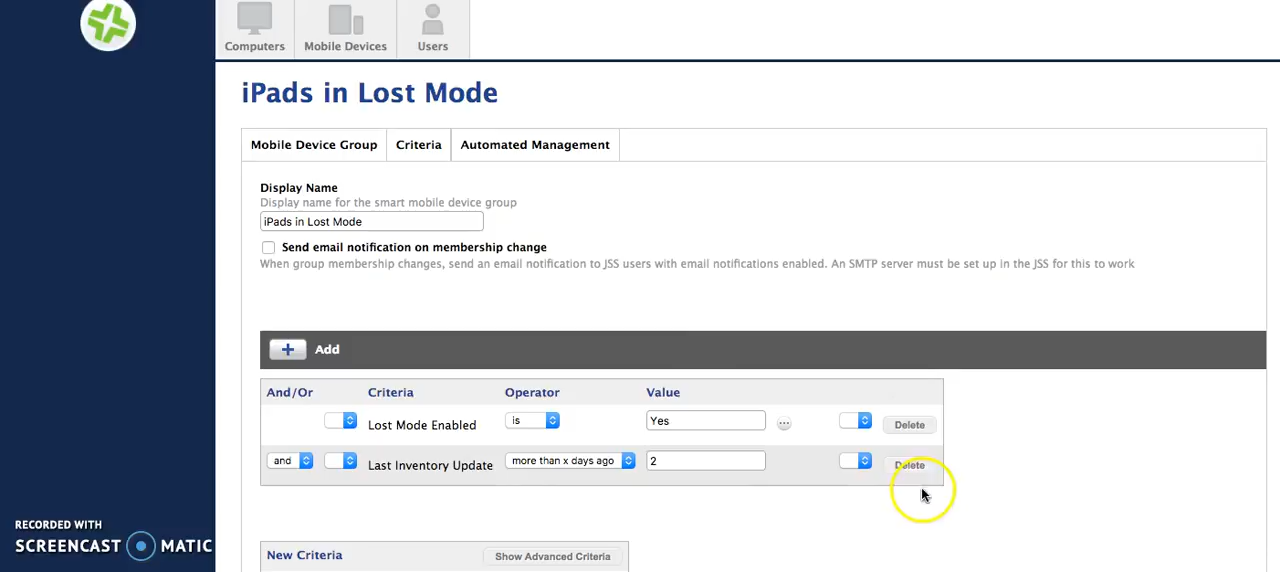 Computers Mobile Devices Users
iPads in Lost Mode
Mobile Device Group Criteria Automated Management
Display Name
Display name for the smart mobile device group
iPads in Lost Mode
Send email notification on membership change
When group membership changes, send an email notification to JSS users with email notifications enabled. An SMTP server must be set up in the JSS for this to work
+ Add
And/Or Criteria Operator Value
Lost Mode Enabled is Yes ... Delete
and Last Inventory Update more than x days ago 2 Delete
New Criteria Show Advanced Criteria
RECORDED WITH
SCREENCAST MATIC